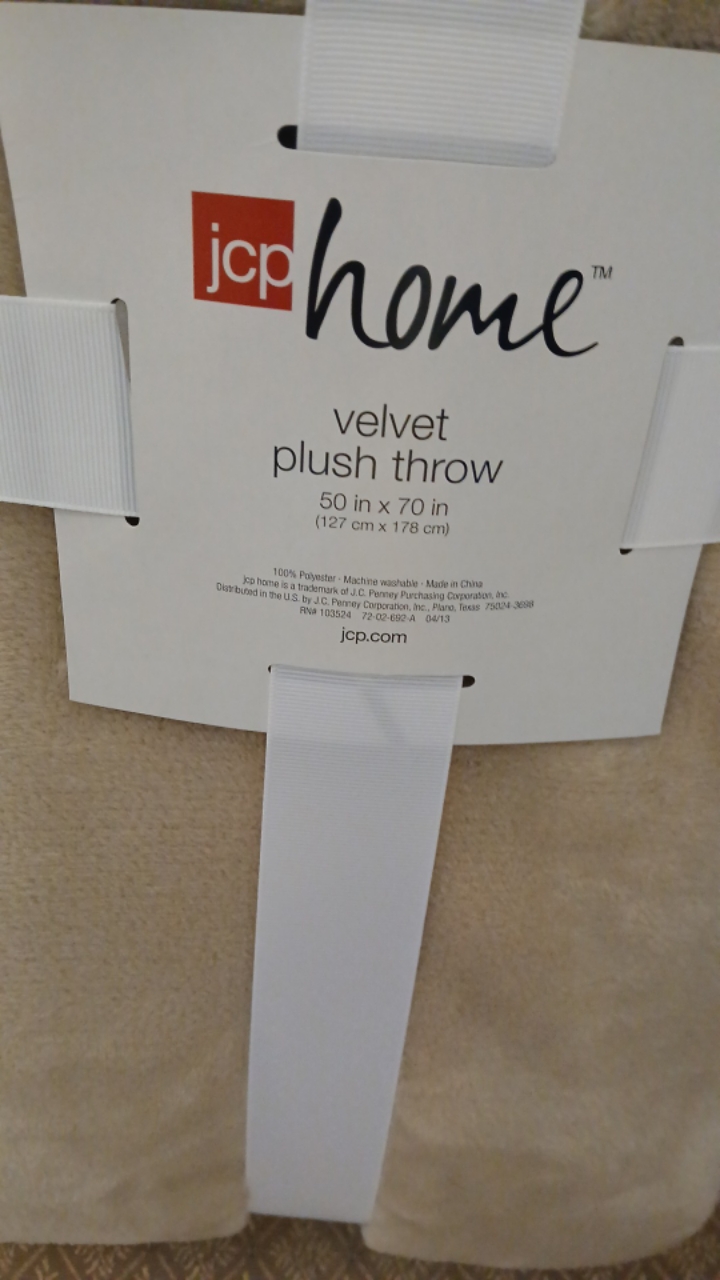 jcp home™
velvet
plush throw
50 in x 70 in
(127 cm x 178 cm)
100% Polyester - Machine washable - Made in China
jcp home is a trademark of J.C. Penney Purchasing Corporation, Inc.
Distributed in the U.S. by J.C. Penney Corporation, Inc., Plano, Texas 75024-3698
RN# 103524 72-02-692-A 04/13
jcp.com